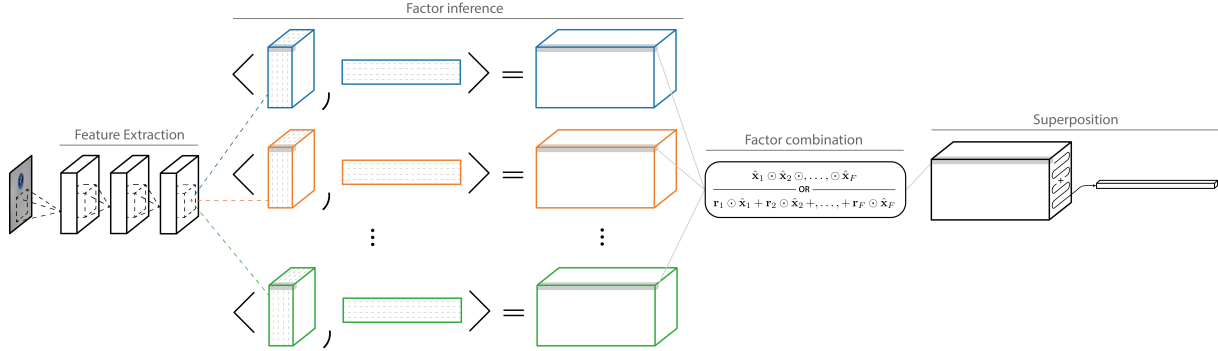 Factor inference
Feature Extraction
Factor combination
Superposition
⟨ , ⟩ =
⟨ , ⟩ =
x̂₁ ⊙ x̂₂ ⊙, . . . , ⊙ x̂_F
OR
r₁ ⊙ x̂₁ + r₂ ⊙ x̂₂ +, . . . , + r_F ⊙ x̂_F
+
⋮ ⋮
⟨ , ⟩ =